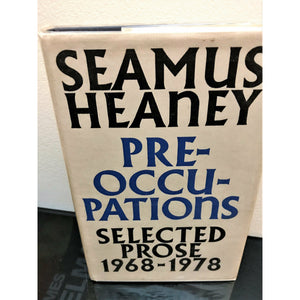 SEAMUS
HEANEY
PRE-
OCCU-
PATIONS
SELECTED
PROSE
1968-1978